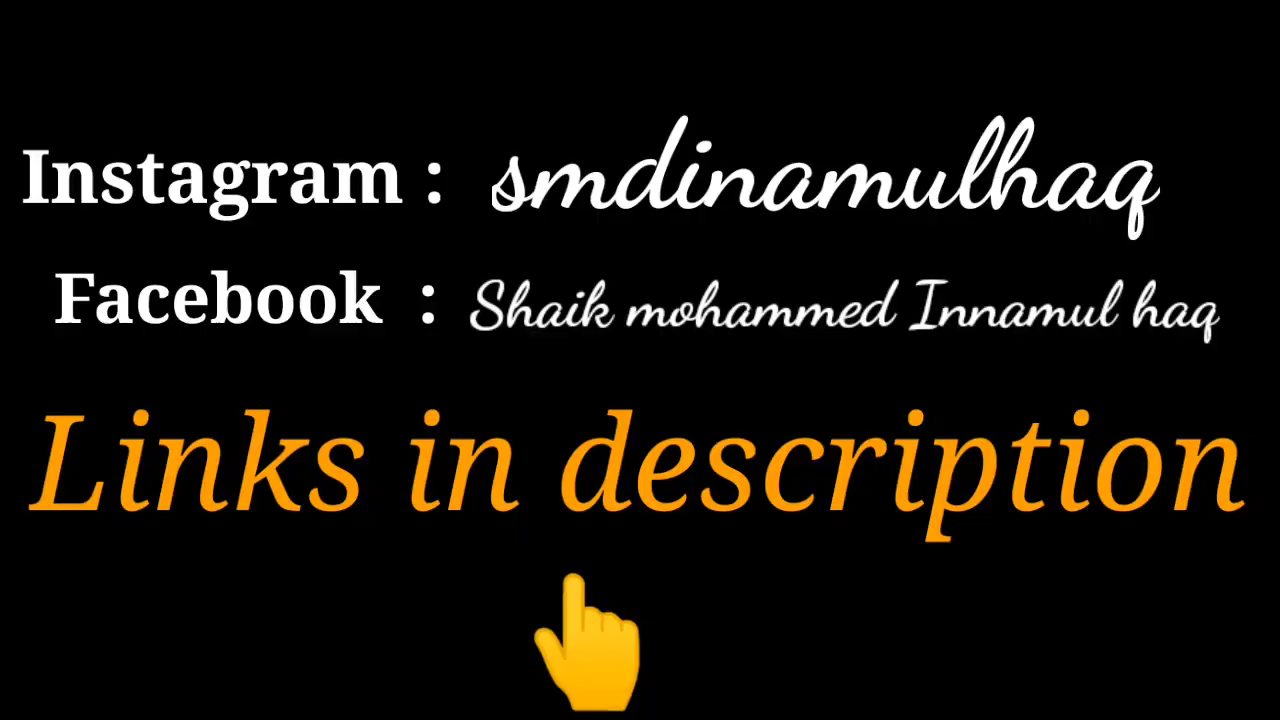 Instagram : smdinamulhaq
Facebook : Shaik mohammed Innamul haq
Links in description